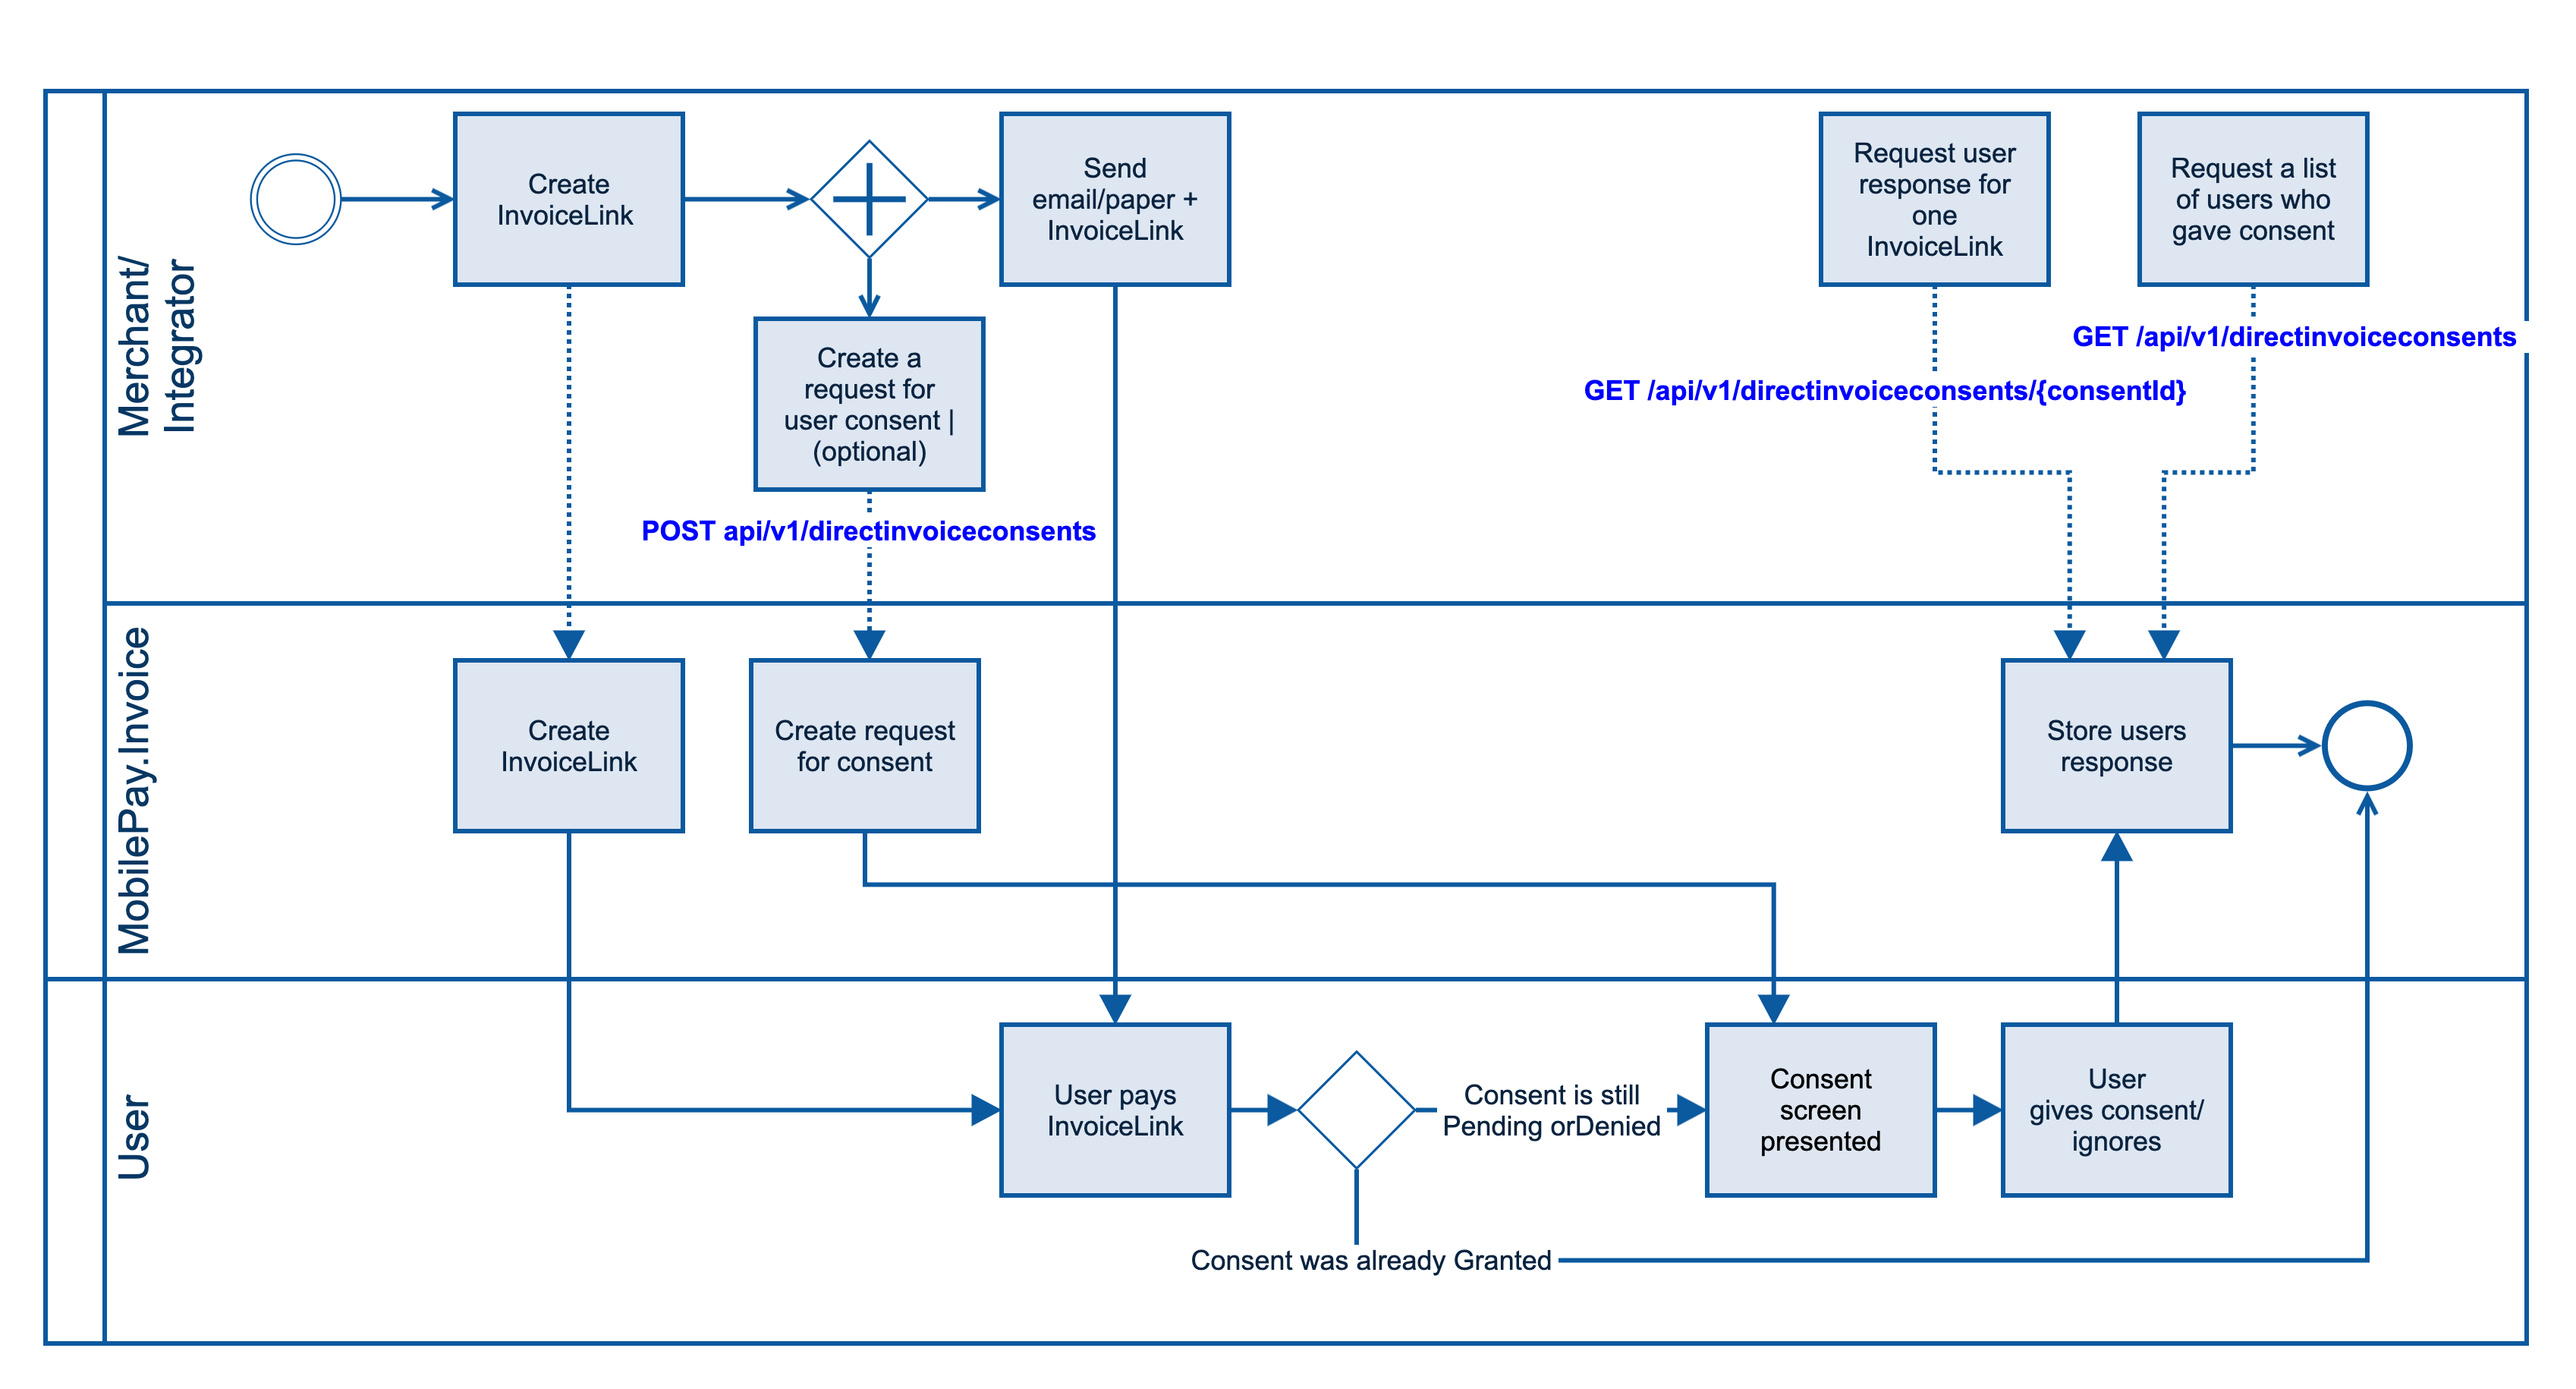 Merchant/
Integrator
Create
InvoiceLink
Send
email/paper +
InvoiceLink
Request user
response for
one
InvoiceLink
Request a list
of users who
gave consent
Create a
request for
user consent |
(optional)
GET /api/v1/directinvoiceconsents
GET /api/v1/directinvoiceconsents/{consentId}
POST api/v1/directinvoiceconsents
MobilePay.Invoice
Create
InvoiceLink
Create request
for consent
Store users
response
User
User pays
InvoiceLink
Consent is still
Pending orDenied
Consent
screen
presented
User
gives consent/
ignores
Consent was already Granted